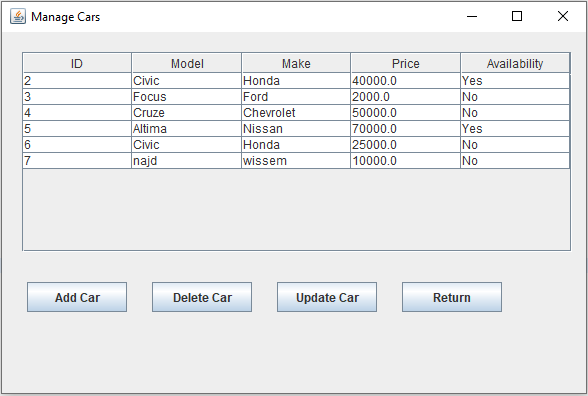 Manage Cars
ID Model Make Price Availability
2 Civic Honda 40000.0 Yes
3 Focus Ford 2000.0 No
4 Cruze Chevrolet 50000.0 No
5 Altima Nissan 70000.0 Yes
6 Civic Honda 25000.0 No
7 najd wissem 10000.0 No
Add Car Delete Car Update Car Return